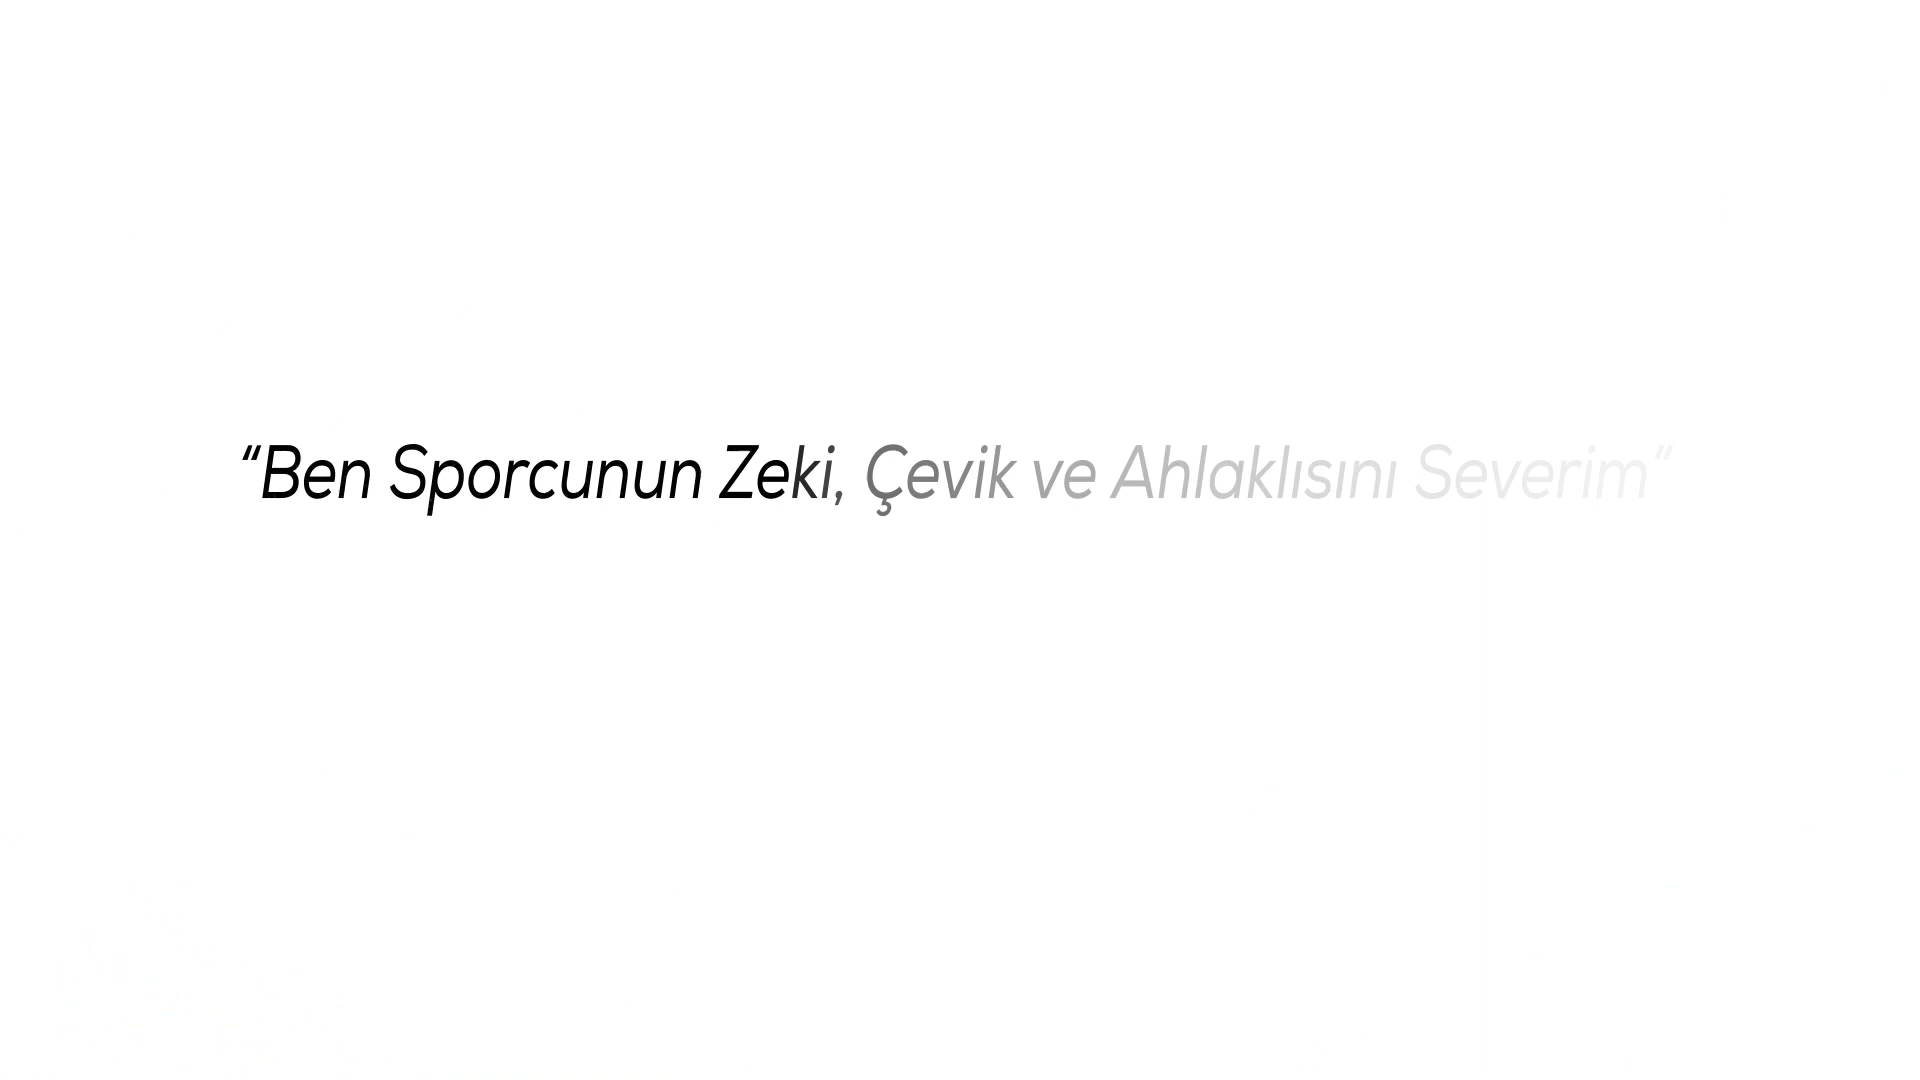 “Ben Sporcunun Zeki, Çevik ve Ahlaklısını Severim”